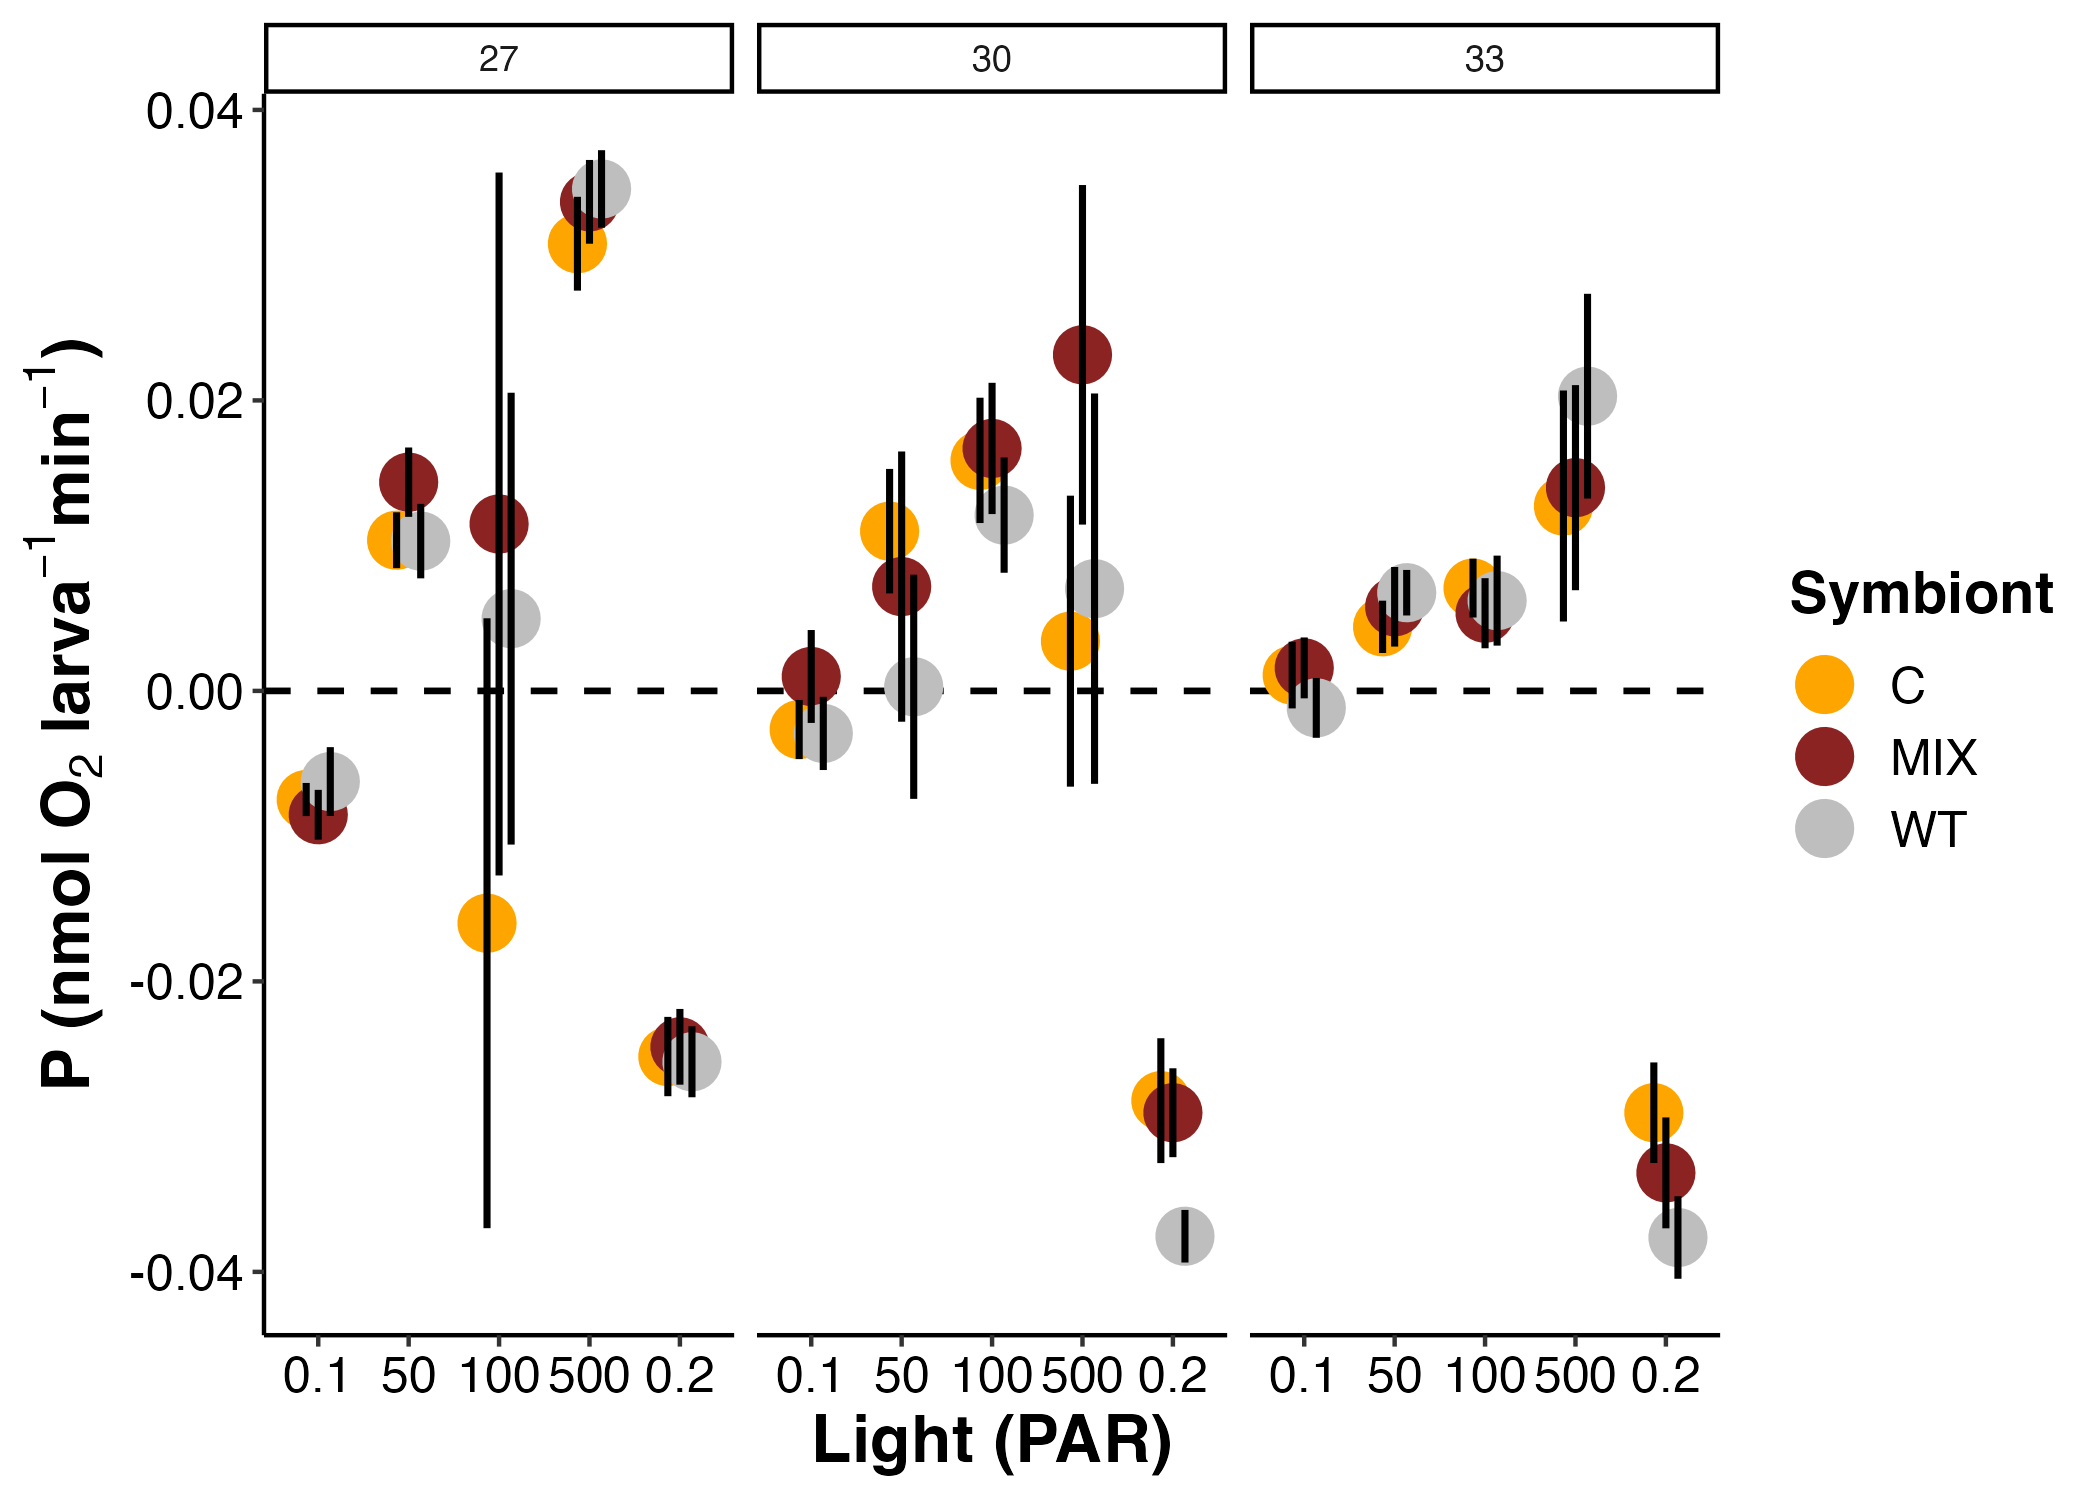 27 30 33
0.04
0.02
0.00
-0.02
-0.04
P (nmol O₂ larva⁻¹min⁻¹)
0.1 50 100 500 0.2 0.1 50 100 500 0.2 0.1 50 100 500 0.2
Light (PAR)
Symbiont
C
MIX
WT